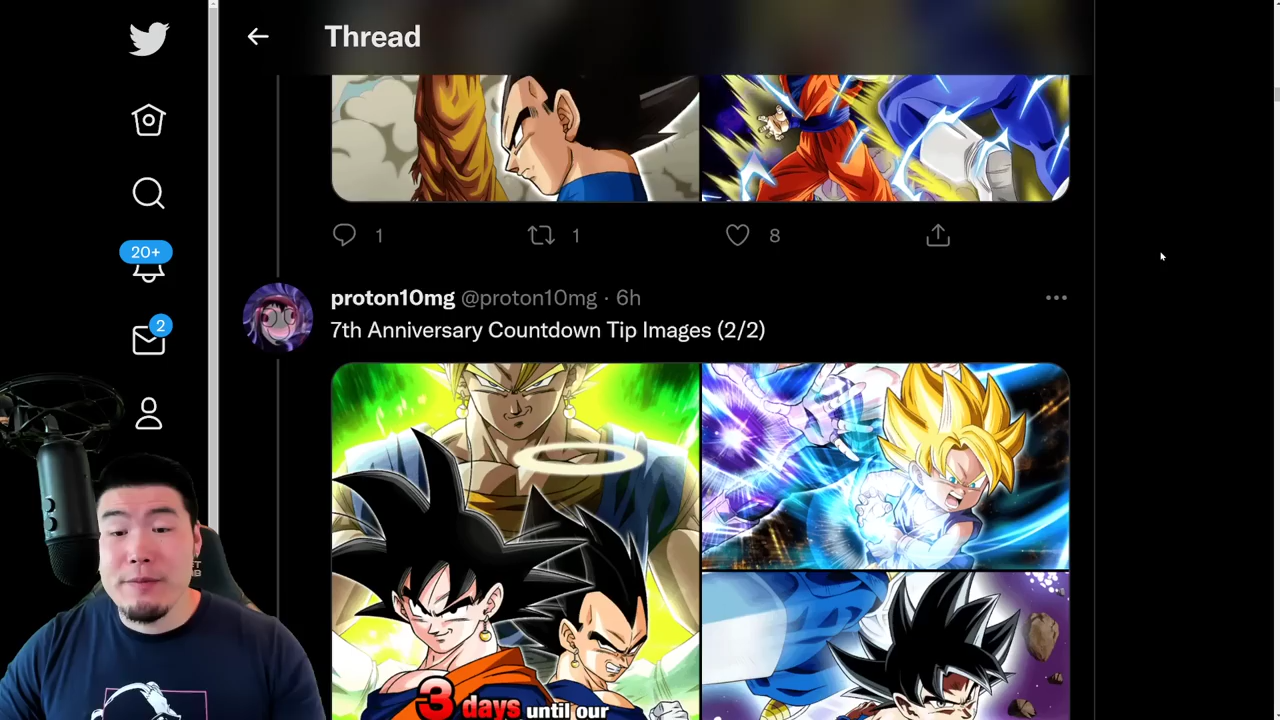 Thread
1
1
8
20+
proton10mg @proton10mg · 6h
7th Anniversary Countdown Tip Images (2/2)
2
3 days until our